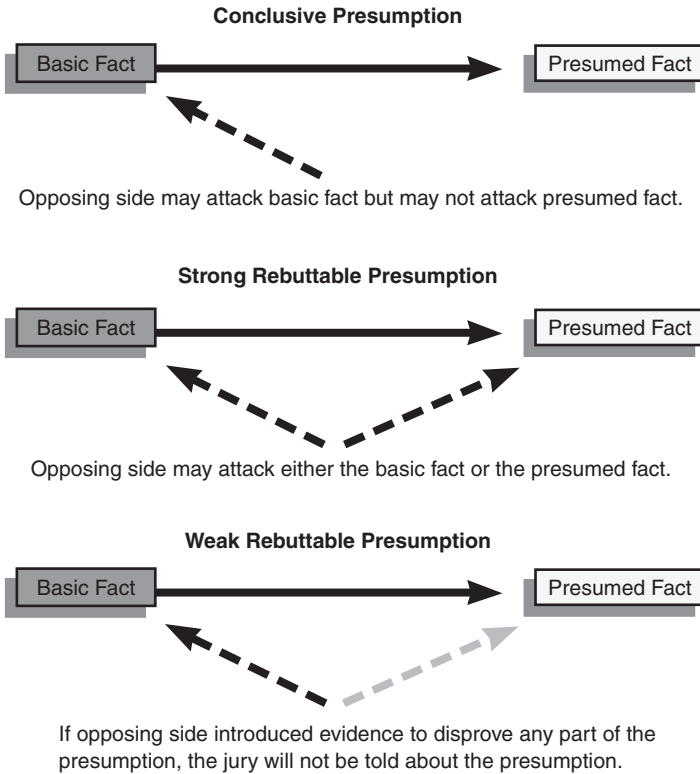 Conclusive Presumption
Basic Fact
Presumed Fact
Opposing side may attack basic fact but may not attack presumed fact.
Strong Rebuttable Presumption
Basic Fact
Presumed Fact
Opposing side may attack either the basic fact or the presumed fact.
Weak Rebuttable Presumption
Basic Fact
Presumed Fact
If opposing side introduced evidence to disprove any part of the
presumption, the jury will not be told about the presumption.